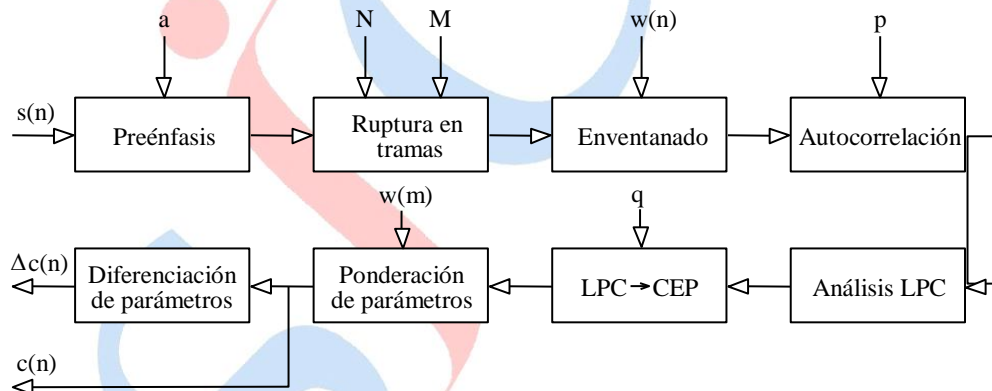 a
N
M
w(n)
p
s(n)
Preénfasis
Ruptura en
tramas
Enventanado
Autocorrelación
w(m)
q
Δc(n)
Diferenciación
de parámetros
Ponderación
de parámetros
LPC→CEP
Análisis LPC
c(n)